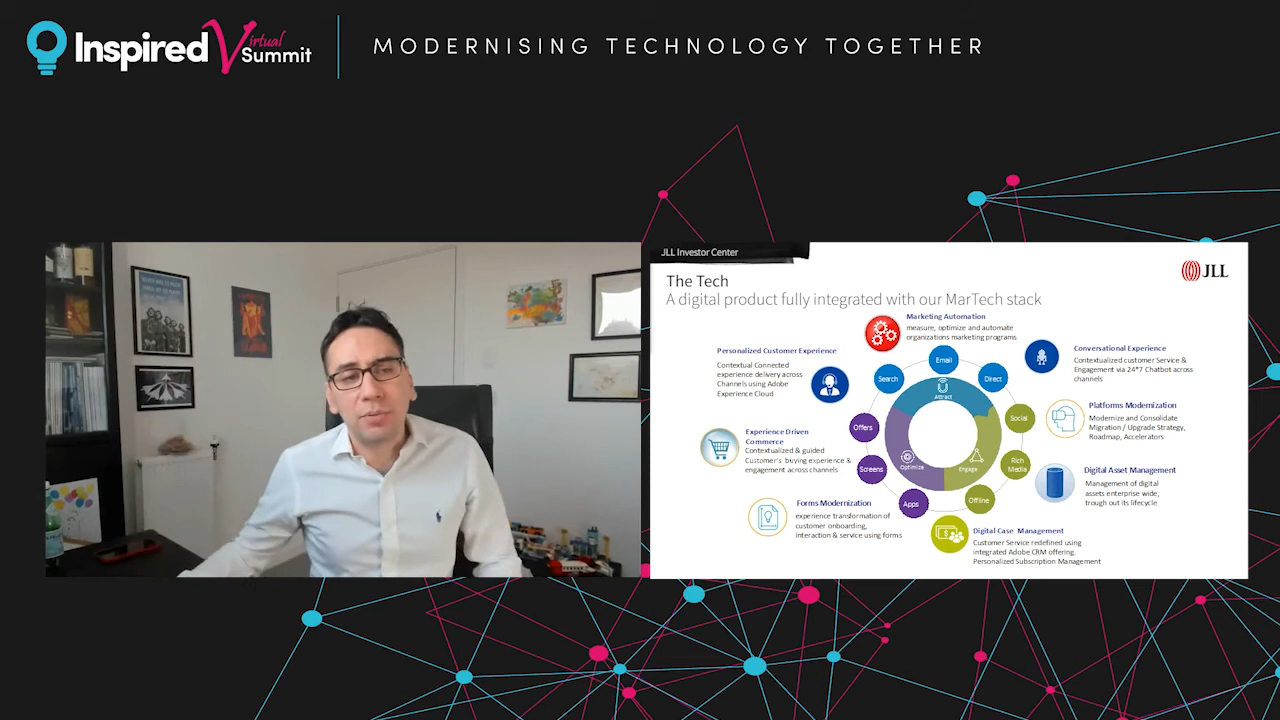 Inspired Virtual Summit
MODERNISING TECHNOLOGY TOGETHER
JLL Investor Center
JLL
The Tech
A digital product fully integrated with our MarTech stack
Marketing Automation
measure, optimize and automate
organizations marketing programs
Personalized Customer Experience
Contextual Connected
experience delivery across
Channels using Adobe
Experience Cloud
Conversational Experience
Contextualized customer Service &
Engagement via 24*7 Chatbot across
channels
Platforms Modernization
Modernize and Consolidate
Migration / Upgrade Strategy,
Roadmap, Accelerators
Experience Driven
Commerce
Contextualized & guided
Customer's buying experience &
engagement across channels
Digital Asset Management
Management of digital
assets enterprise wide,
trough out its lifecycle
Forms Modernization
experience transformation of
customer onboarding,
interaction & service using forms
Digital Case Management
Customer Service redefined using
integrated Adobe CRM offering.
Personalized Subscription Management
Email
Search
Direct
Attract
Offers
Social
Screens
Optimize
Engage
Rich
Media
Apps
Offline